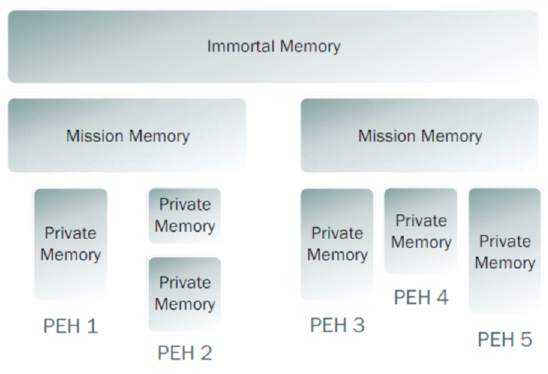 Immortal Memory
Mission Memory
Mission Memory
Private
Memory
PEH 1
Private
Memory
Private
Memory
PEH 2
Private
Memory
PEH 3
Private
Memory
PEH 4
Private
Memory
PEH 5